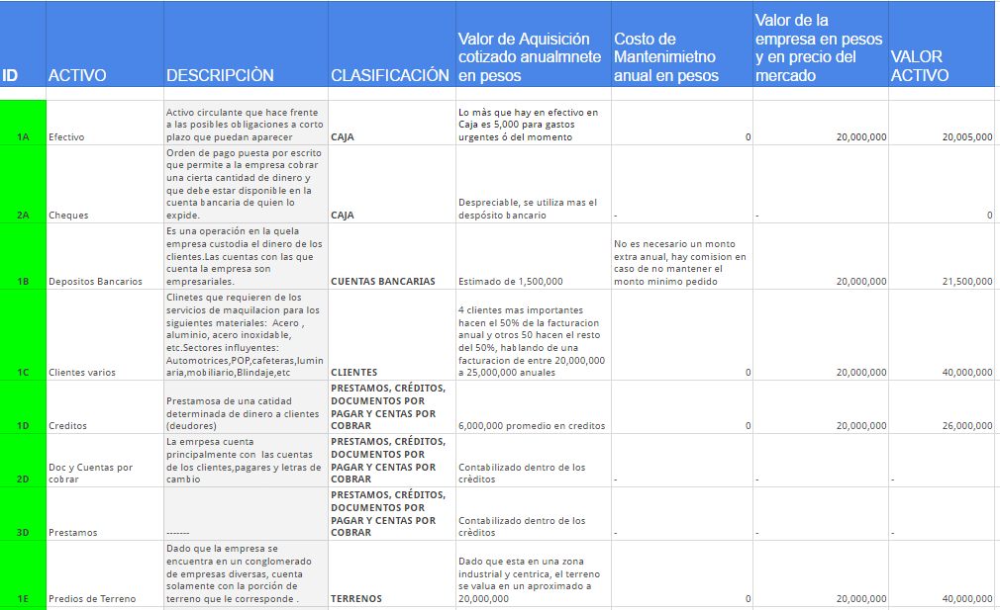 ID
ACTIVO
DESCRIPCIÒN
CLASIFICACIÓN
Valor de Aquisición
cotizado anualmnete
en pesos
Costo de
Mantenimietno
anual en pesos
Valor de la
empresa en pesos
y en precio del
mercado
VALOR
ACTIVO
1A
Efectivo
Activo circulante que hace frente
a las posibles obligaciones a corto
plazo que puedan aparecer
CAJA
Lo màs que hay en efectivo en
Caja es 5,000 para gastos
urgentes ó del momento
0
20,000,000
20,005,000
2A
Cheques
Orden de pago puesta por escrito
que permite a la empresa cobrar
una cierta cantidad de dinero y
que debe estar disponible en la
cuenta bancaria de quien lo
expide.
CAJA
Despreciable, se utiliza mas el
despósito bancario
-
-
0
1B
Depositos Bancarios
Es una operación en la quela
empresa custodia el dinero de los
clientes.Las cuentas con las que
cuenta la empresa son
empresariales.
CUENTAS BANCARIAS
Estimado de 1,500,000
No es necesario un monto
extra anual, hay comision en
caso de no mantener el
monto minimo pedido
20,000,000
21,500,000
1C
Clientes varios
Clinetes que requieren de los
servicios de maquilacion para los
siguientes materiales: Acero ,
aluminio, acero inoxidable,
etc.Sectores influyentes:
Automotrices,POP,cafeteras,lumin
aria,mobiliario,Blindaje,etc
CLIENTES
4 clientes mas importantes
hacen el 50% de la facturacion
anual y otros 50 hacen el resto
del 50%, hablando de una
facturacion de entre 20,000,000
a 25,000,000 anuales
0
20,000,000
40,000,000
1D
Creditos
Prestamosa de una catidad
determinada de dinero a clientes
(deudores)
PRESTAMOS, CRÉDITOS,
DOCUMENTOS POR
PAGAR Y CENTAS POR
COBRAR
6,000,000 promedio en creditos
0
20,000,000
26,000,000
2D
Doc y Cuentas por
cobrar
La emrpesa cuenta
principalmente con las cuentas
de los clientes,pagares y letras de
cambio
PRESTAMOS, CRÉDITOS,
DOCUMENTOS POR
PAGAR Y CENTAS POR
COBRAR
Contabilizado dentro de los
crèditos
-
-
-
3D
Prestamos
-------
PRESTAMOS, CRÉDITOS,
DOCUMENTOS POR
PAGAR Y CENTAS POR
COBRAR
Contabilizado dentro de los
crèditos
-
-
-
1E
Predios de Terreno
Dado que la empresa se
encuentra en un conglomerado
de empresas diversas, cuenta
solamente con la porción de
terreno que le corresponde .
TERRENOS
Dado que esta en una zona
industrial y centrica, el terreno
se valua en un aproximado a
20,000,000
0
20,000,000
40,000,000